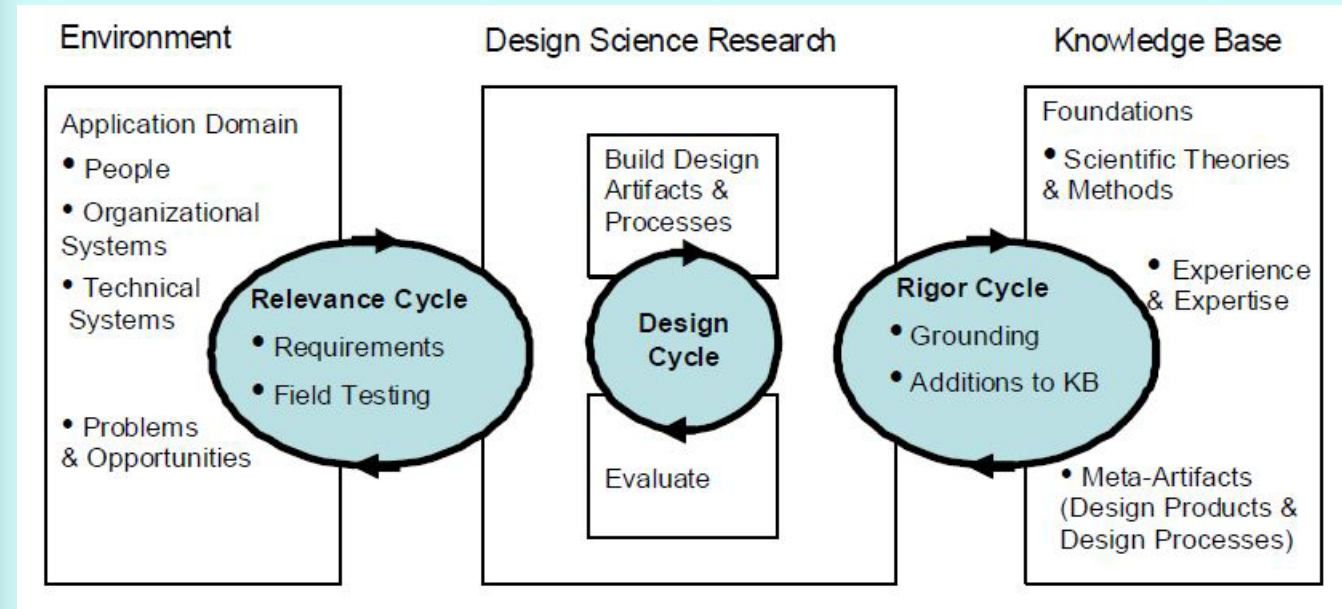 Environment
Design Science Research
Knowledge Base
Application Domain
• People
• Organizational
Systems
• Technical
Systems
• Problems
& Opportunities
Relevance Cycle
• Requirements
• Field Testing
Build Design
Artifacts &
Processes
Design
Cycle
Evaluate
Rigor Cycle
• Grounding
• Additions to KB
Foundations
• Scientific Theories
& Methods
• Experience
& Expertise
• Meta-Artifacts
(Design Products &
Design Processes)